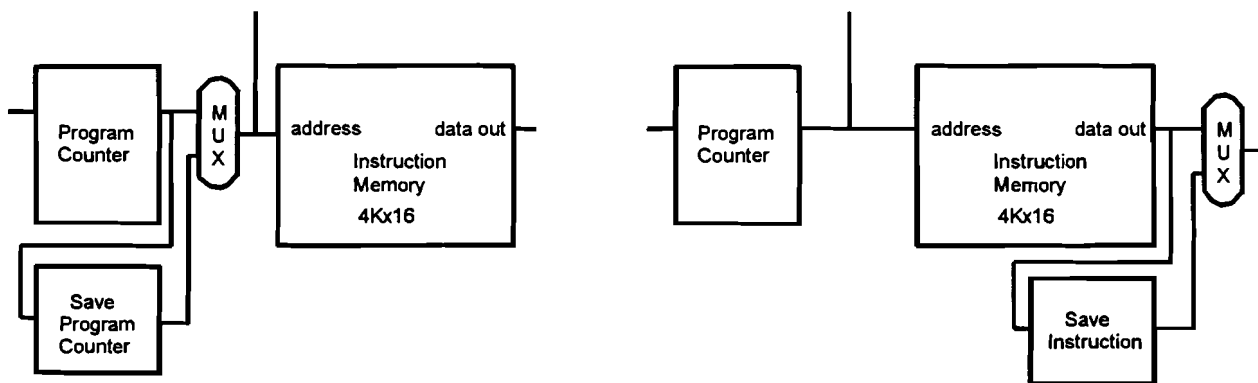 Program
Counter
M
U
X
address
data out
Instruction
Memory
4Kx16
Save
Program
Counter
Program
Counter
address
data out
Instruction
Memory
4Kx16
M
U
X
Save
Instruction